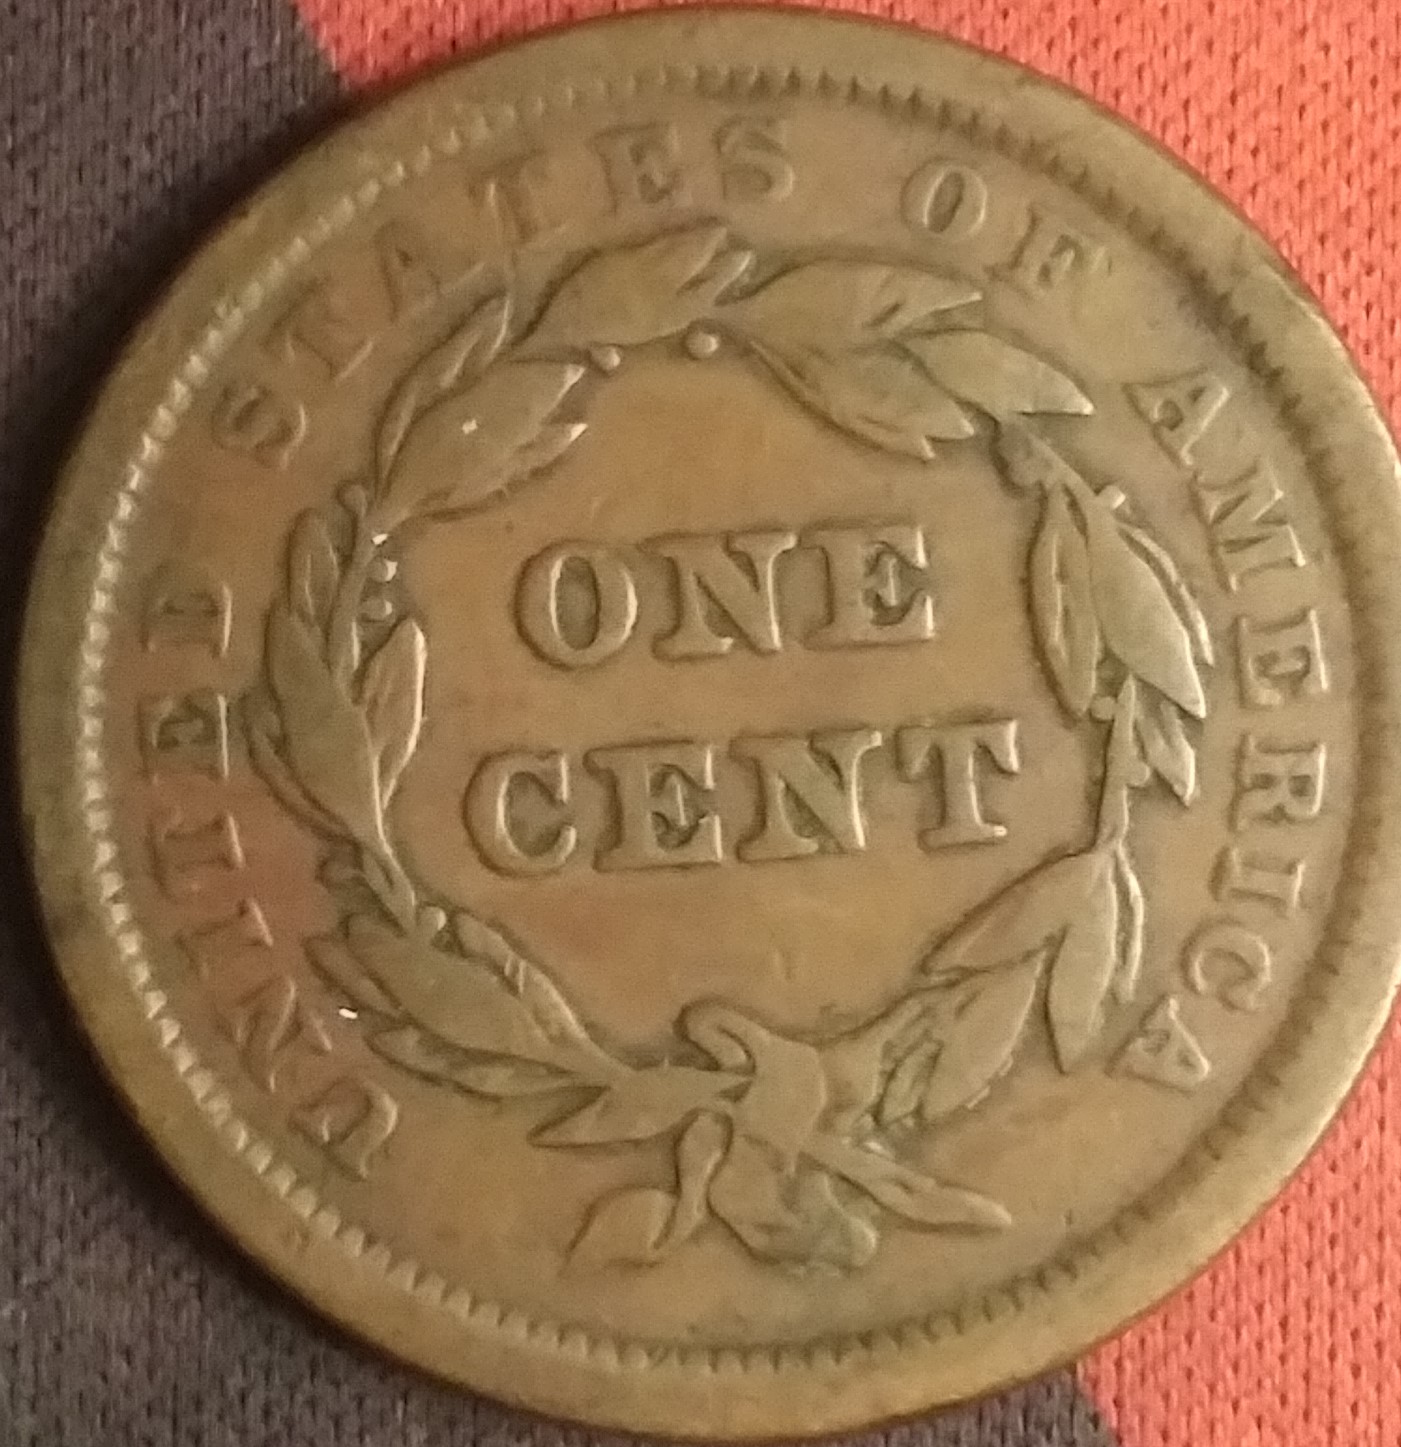 UNITED STATES OF AMERICA
ONE
CENT